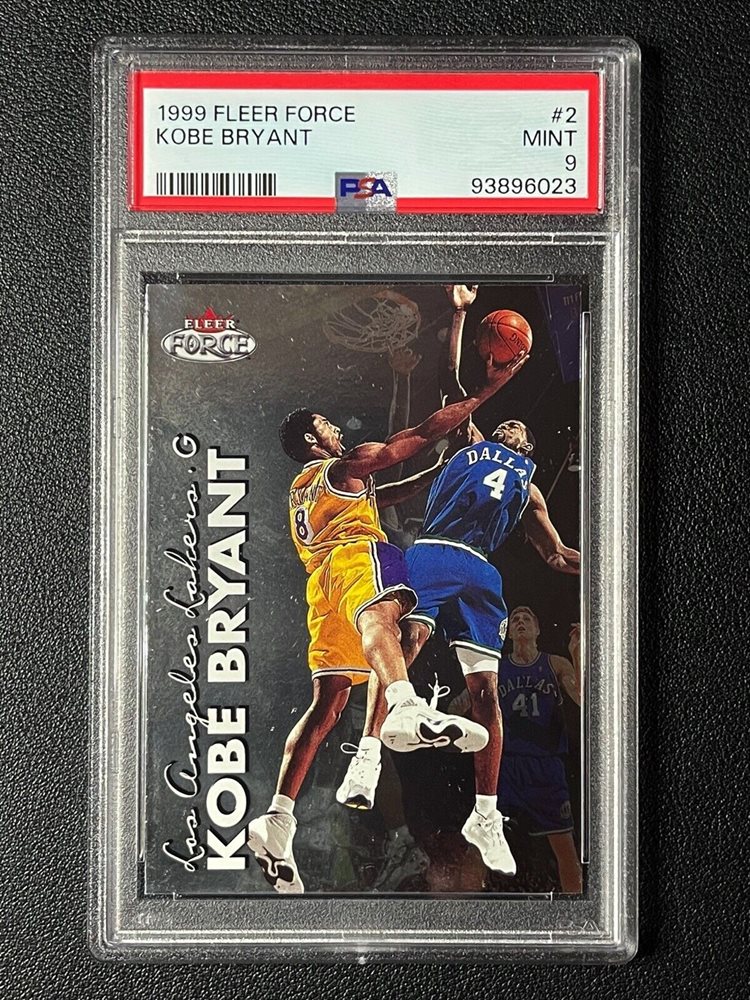 1999 FLEER FORCE #2
KOBE BRYANT MINT
9
PSA 93896023
FLEER
FORCE
Los Angeles Lakers · G
KOBE BRYANT
DALLAS
4
8
DALLAS
41